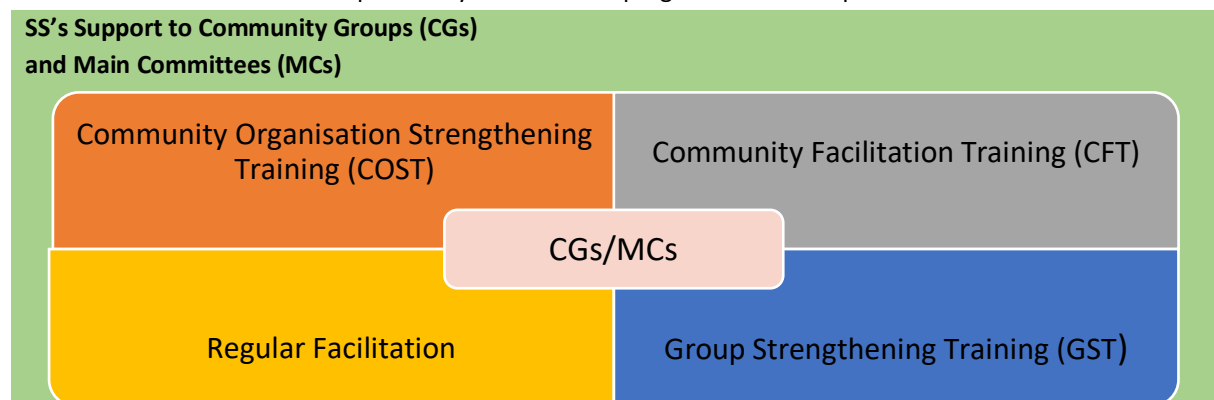 SS's Support to Community Groups (CGs)
and Main Committees (MCs)
Community Organisation Strengthening
Training (COST)
Community Facilitation Training (CFT)
CGs/MCs
Regular Facilitation
Group Strengthening Training (GST)